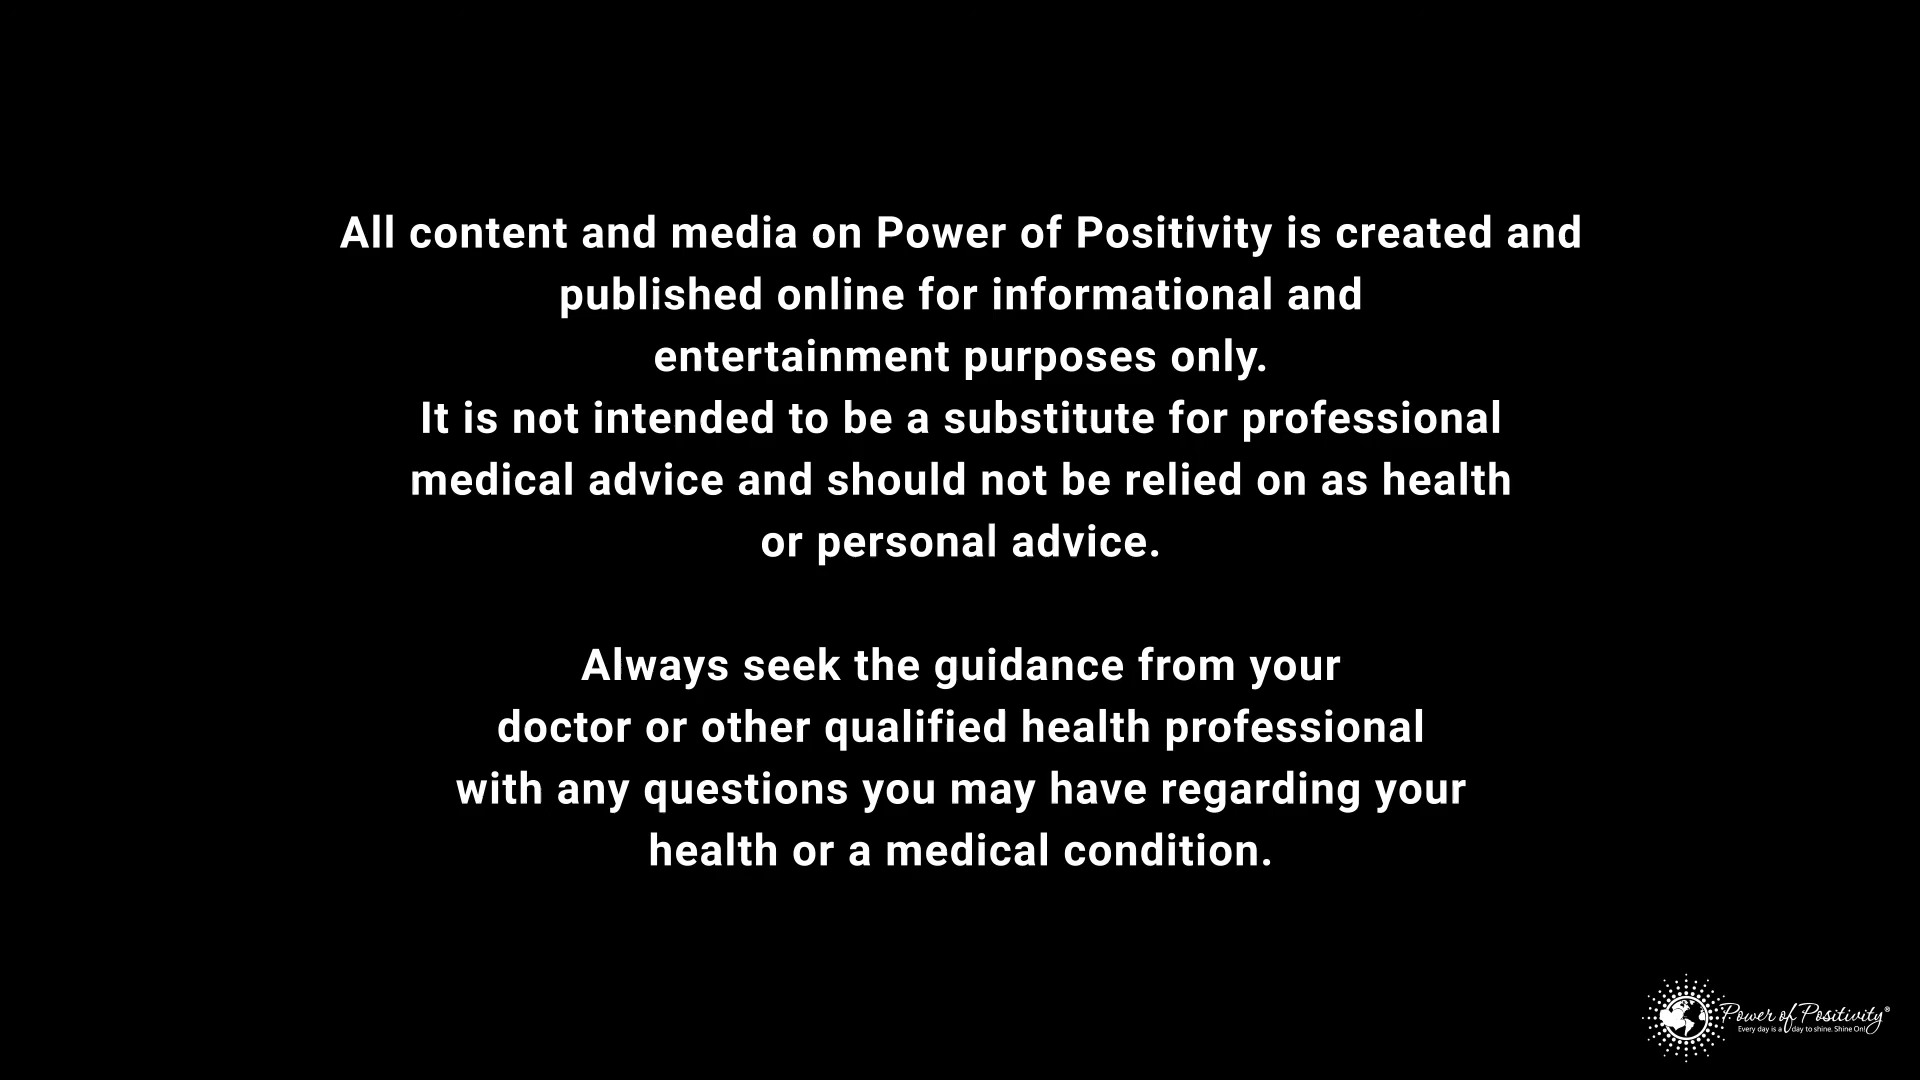 All content and media on Power of Positivity is created and
published online for informational and
entertainment purposes only.
It is not intended to be a substitute for professional
medical advice and should not be relied on as health
or personal advice.
Always seek the guidance from your
doctor or other qualified health professional
with any questions you may have regarding your
health or a medical condition.
Power of Positivity®
Every day is a day to shine. Shine On!